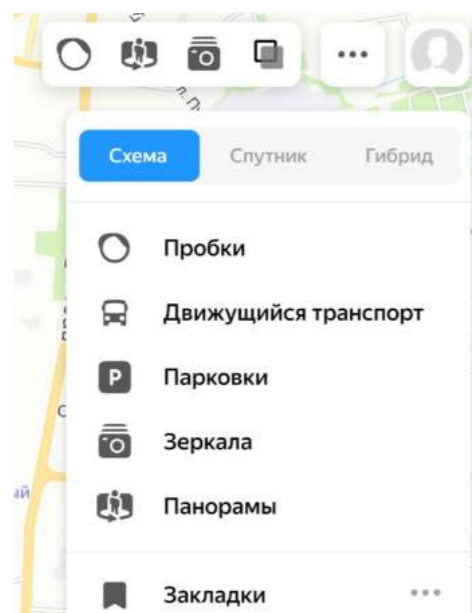 Схема
Спутник
Гибрид
Пробки
Движущийся транспорт
P
Парковки
Зеркала
Панорамы
Закладки